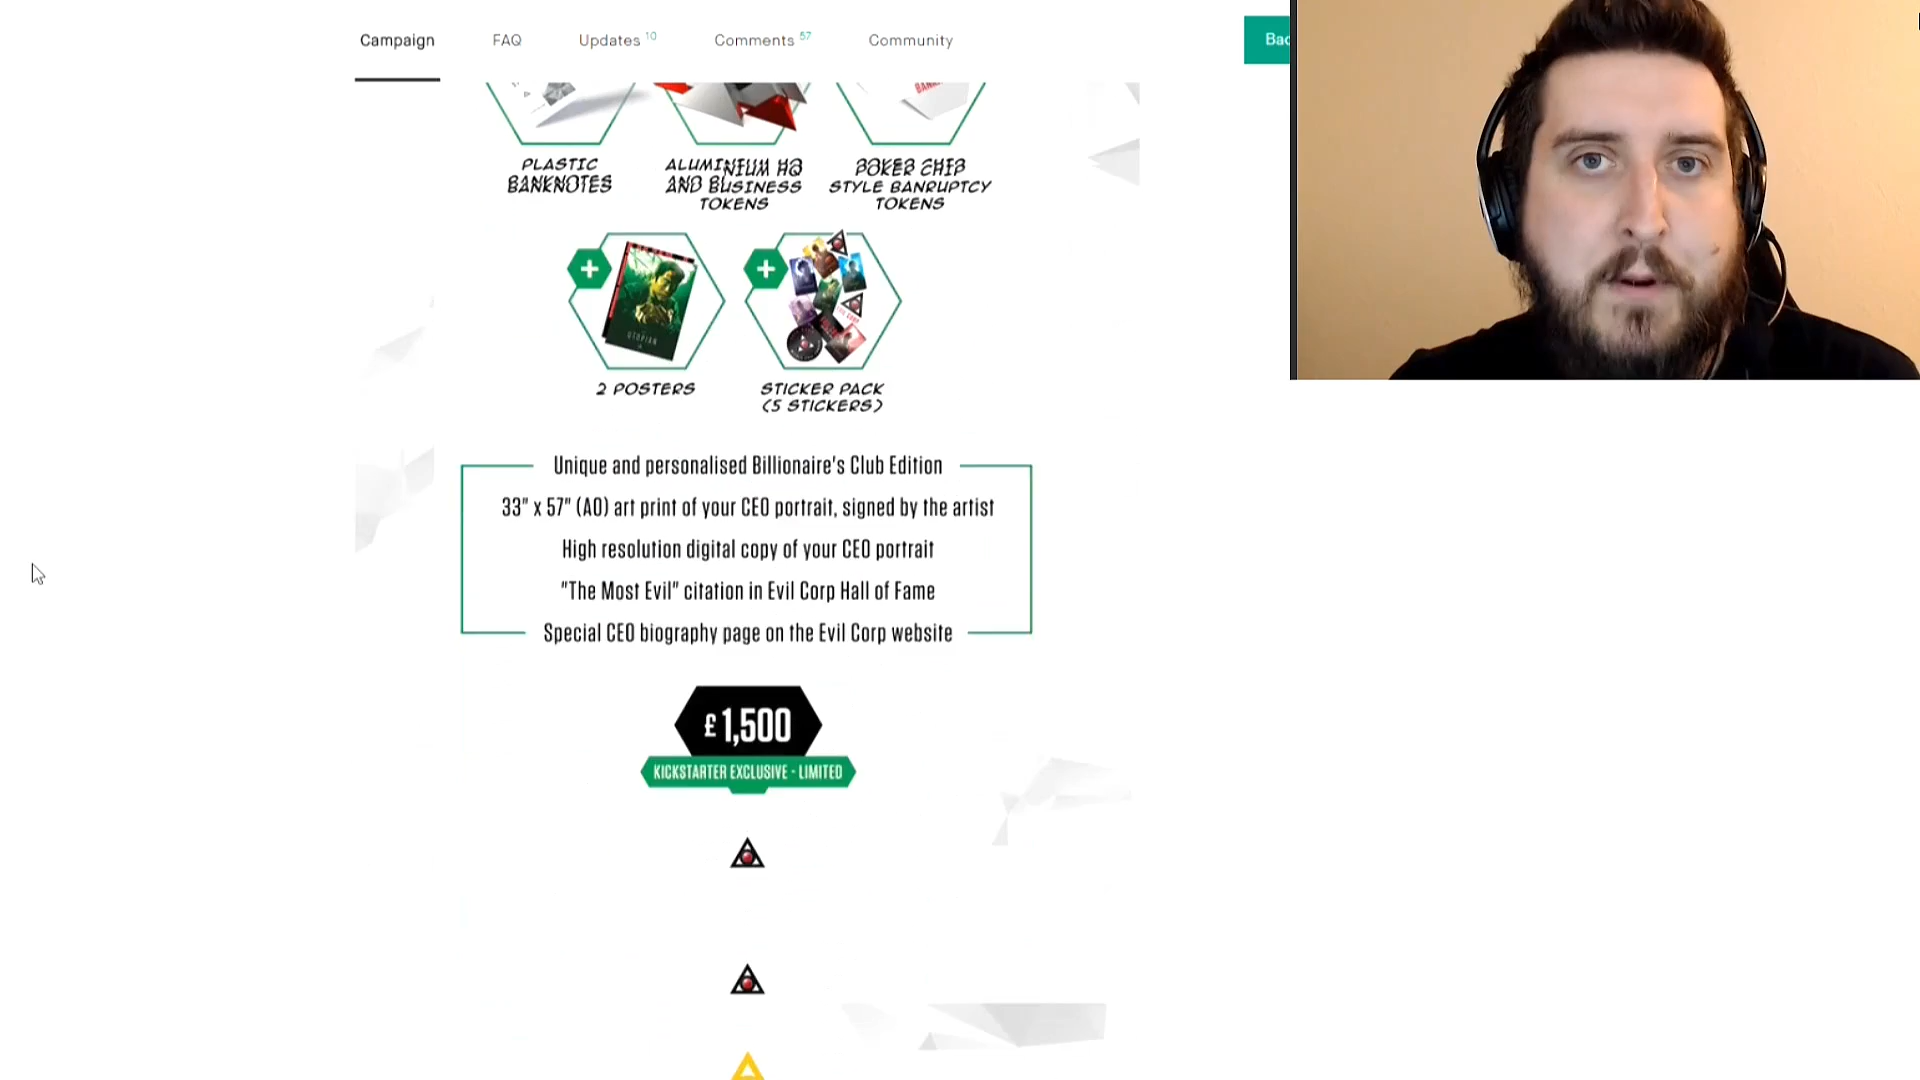 Campaign FAQ Updates 10 Comments 57 Community
PLASTIC
BANKNOTES
ALUMINIUM HQ
AND BUSINESS
TOKENS
POKER CHIP
STYLE BANRUPTCY
TOKENS
UTOPIAN
EVIL CORP
2 POSTERS
STICKER PACK
(5 STICKERS)
Unique and personalised Billionaire's Club Edition
33" x 57" (A0) art print of your CEO portrait, signed by the artist
High resolution digital copy of your CEO portrait
"The Most Evil" citation in Evil Corp Hall of Fame
Special CEO biography page on the Evil Corp website
£1,500
KICKSTARTER EXCLUSIVE - LIMITED